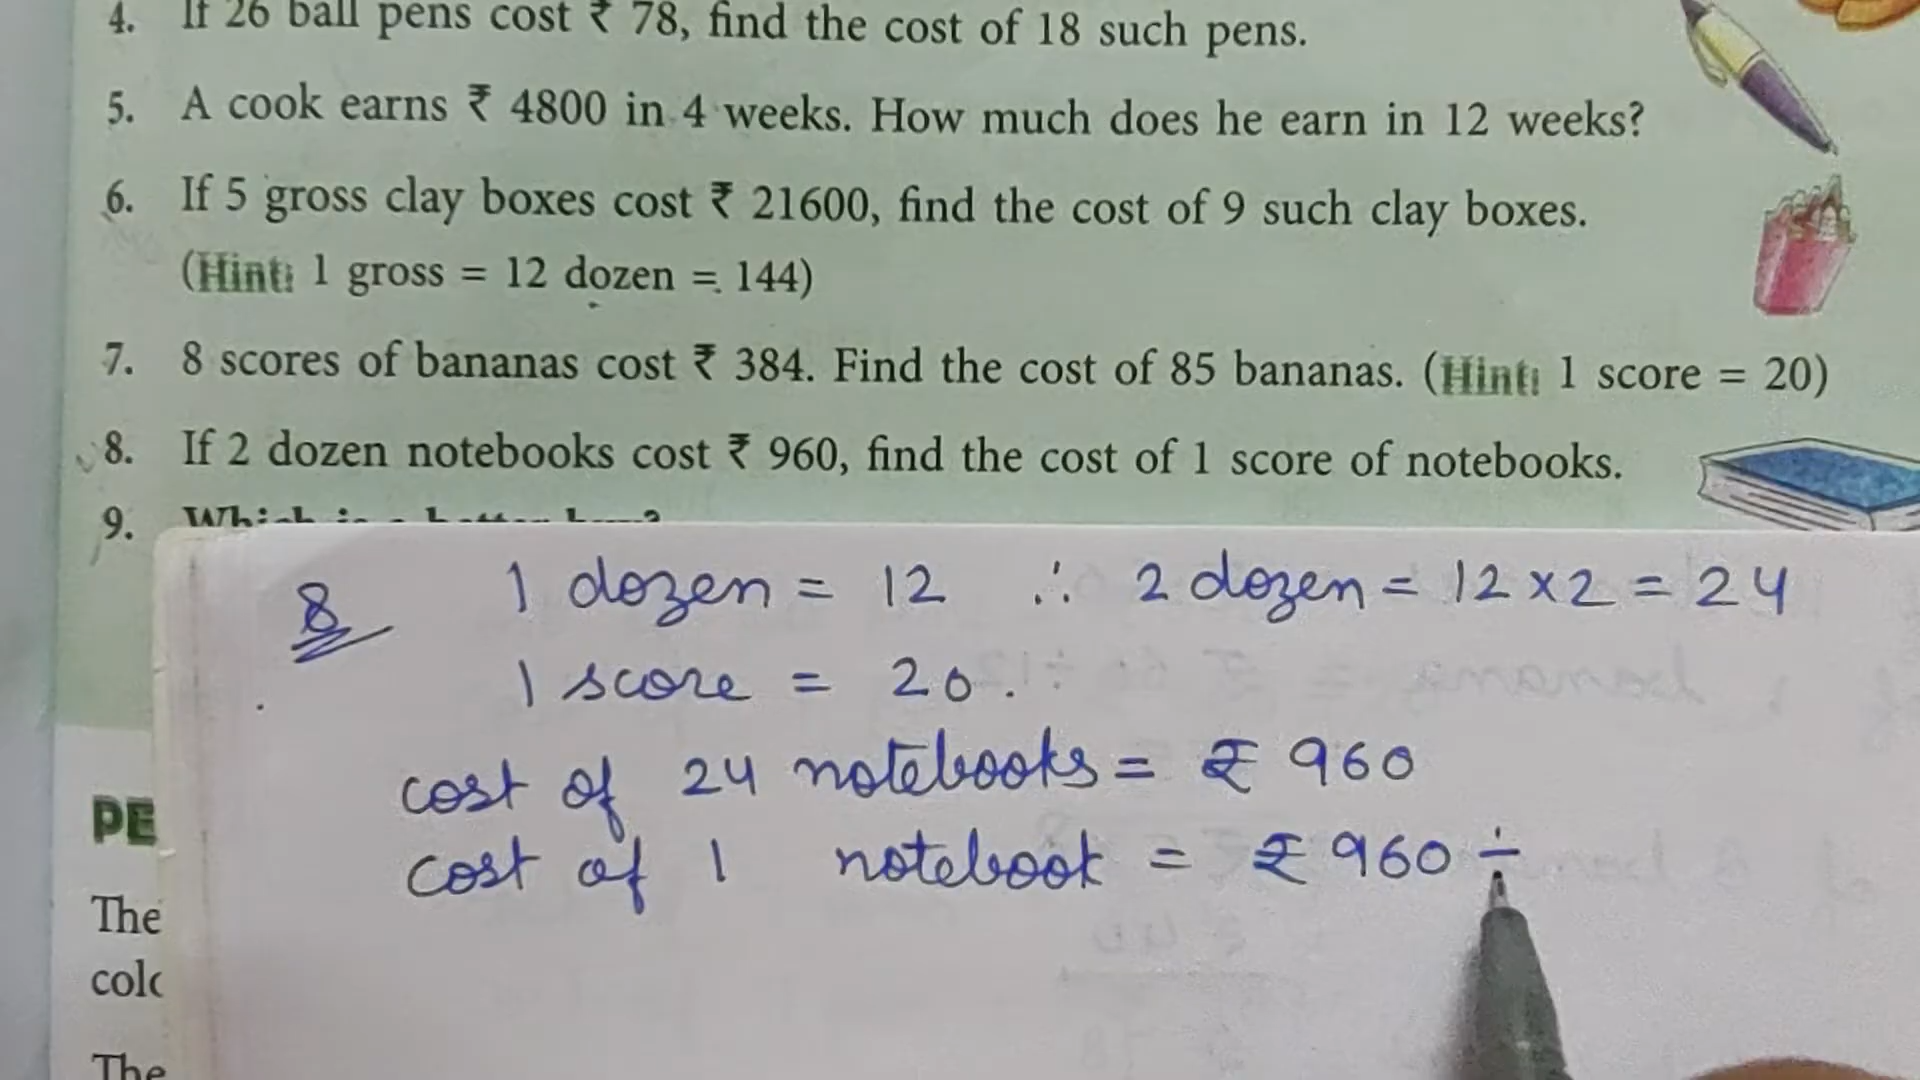 4. If 26 ball pens cost ₹ 78, find the cost of 18 such pens.
5. A cook earns ₹ 4800 in 4 weeks. How much does he earn in 12 weeks?
6. If 5 gross clay boxes cost ₹ 21600, find the cost of 9 such clay boxes.
(Hint: 1 gross = 12 dozen = 144)
7. 8 scores of bananas cost ₹ 384. Find the cost of 85 bananas. (Hint: 1 score = 20)
8. If 2 dozen notebooks cost ₹ 960, find the cost of 1 score of notebooks.
9. Which is a better buy?
8 1 dozen = 12 ∴ 2 dozen = 12 × 2 = 24
1 score = 20.
cost of 24 notebooks = ₹ 960
cost of 1 notebook = ₹ 960 ÷
PE
The
colo
The